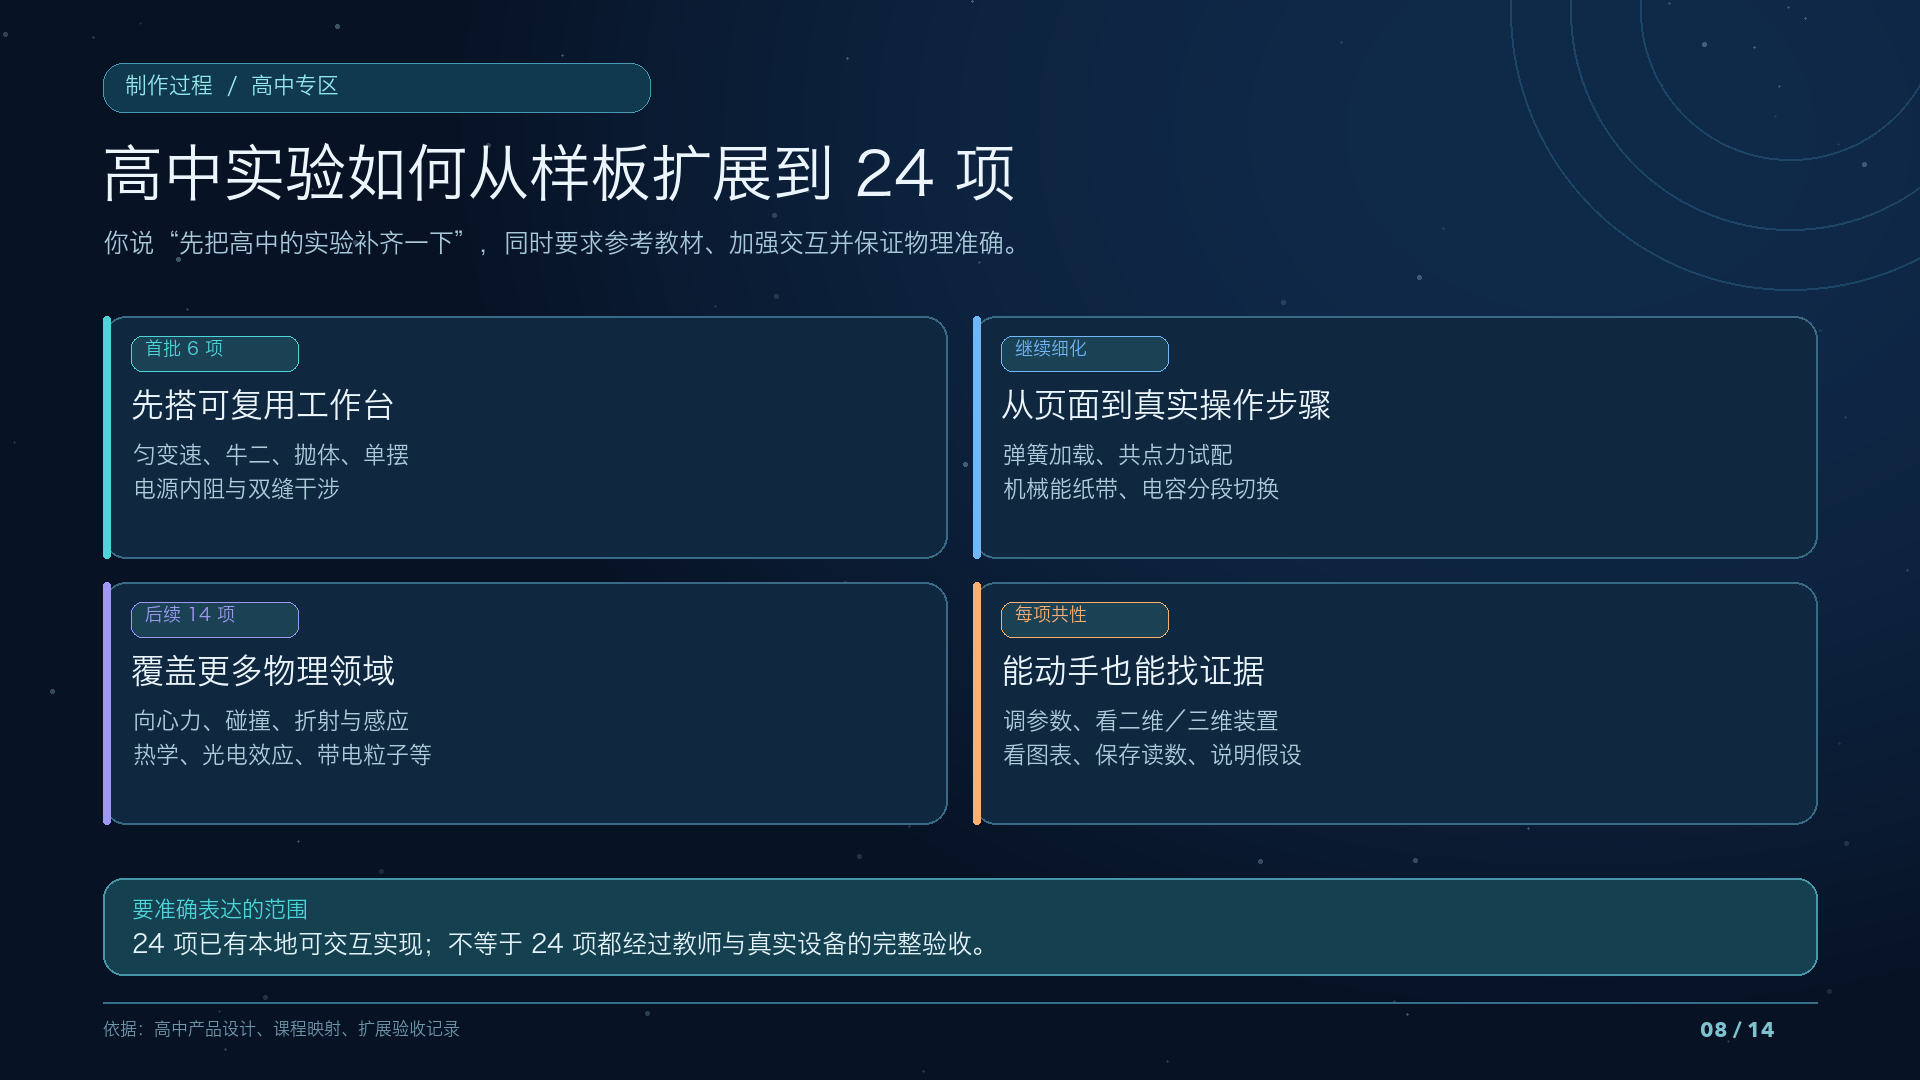 制作过程 / 高中专区
高中实验如何从样板扩展到 24 项
你说“先把高中的实验补齐一下”，同时要求参考教材、加强交互并保证物理准确。
首批 6 项
先搭可复用工作台
匀变速、牛二、抛体、单摆
电源内阻与双缝干涉
继续细化
从页面到真实操作步骤
弹簧加载、共点力试配
机械能纸带、电容分段切换
后续 14 项
覆盖更多物理领域
向心力、碰撞、折射与感应
热学、光电效应、带电粒子等
每项共性
能动手也能找证据
调参数、看二维／三维装置
看图表、保存读数、说明假设
要准确表达的范围
24 项已有本地可交互实现；不等于 24 项都经过教师与真实设备的完整验收。
依据：高中产品设计、课程映射、扩展验收记录
08 / 14